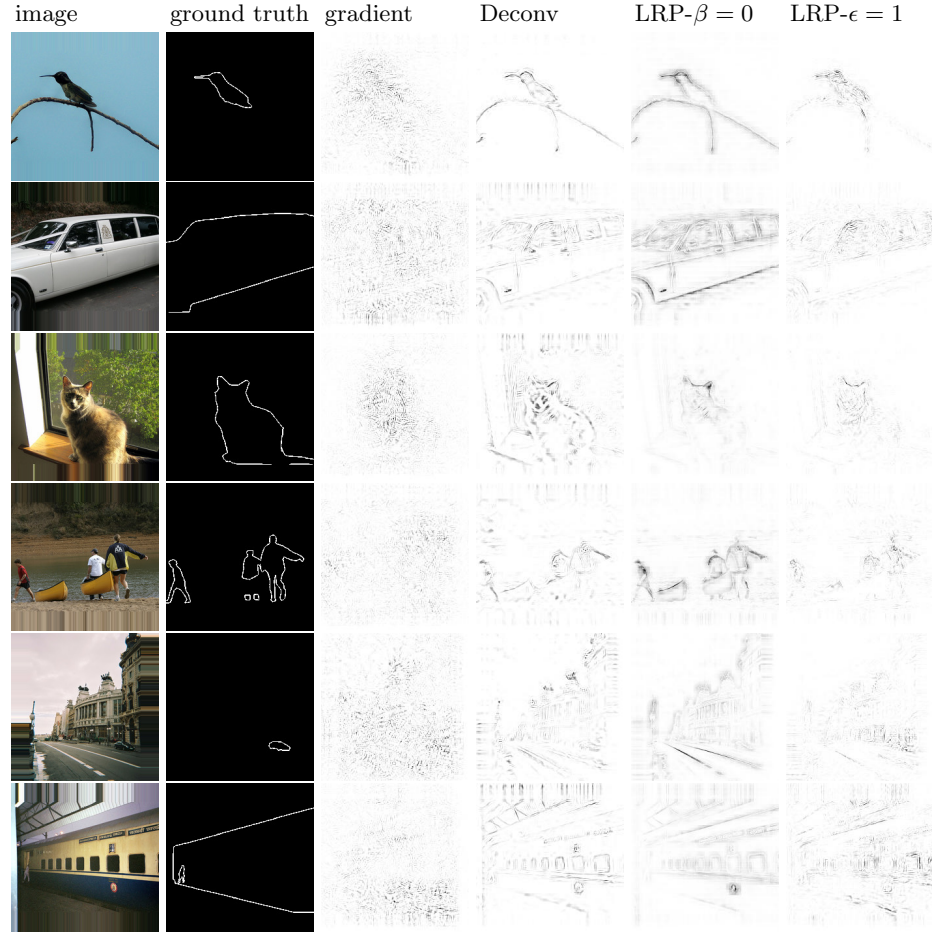 image ground truth gradient Deconv LRP-β = 0 LRP-ϵ = 1